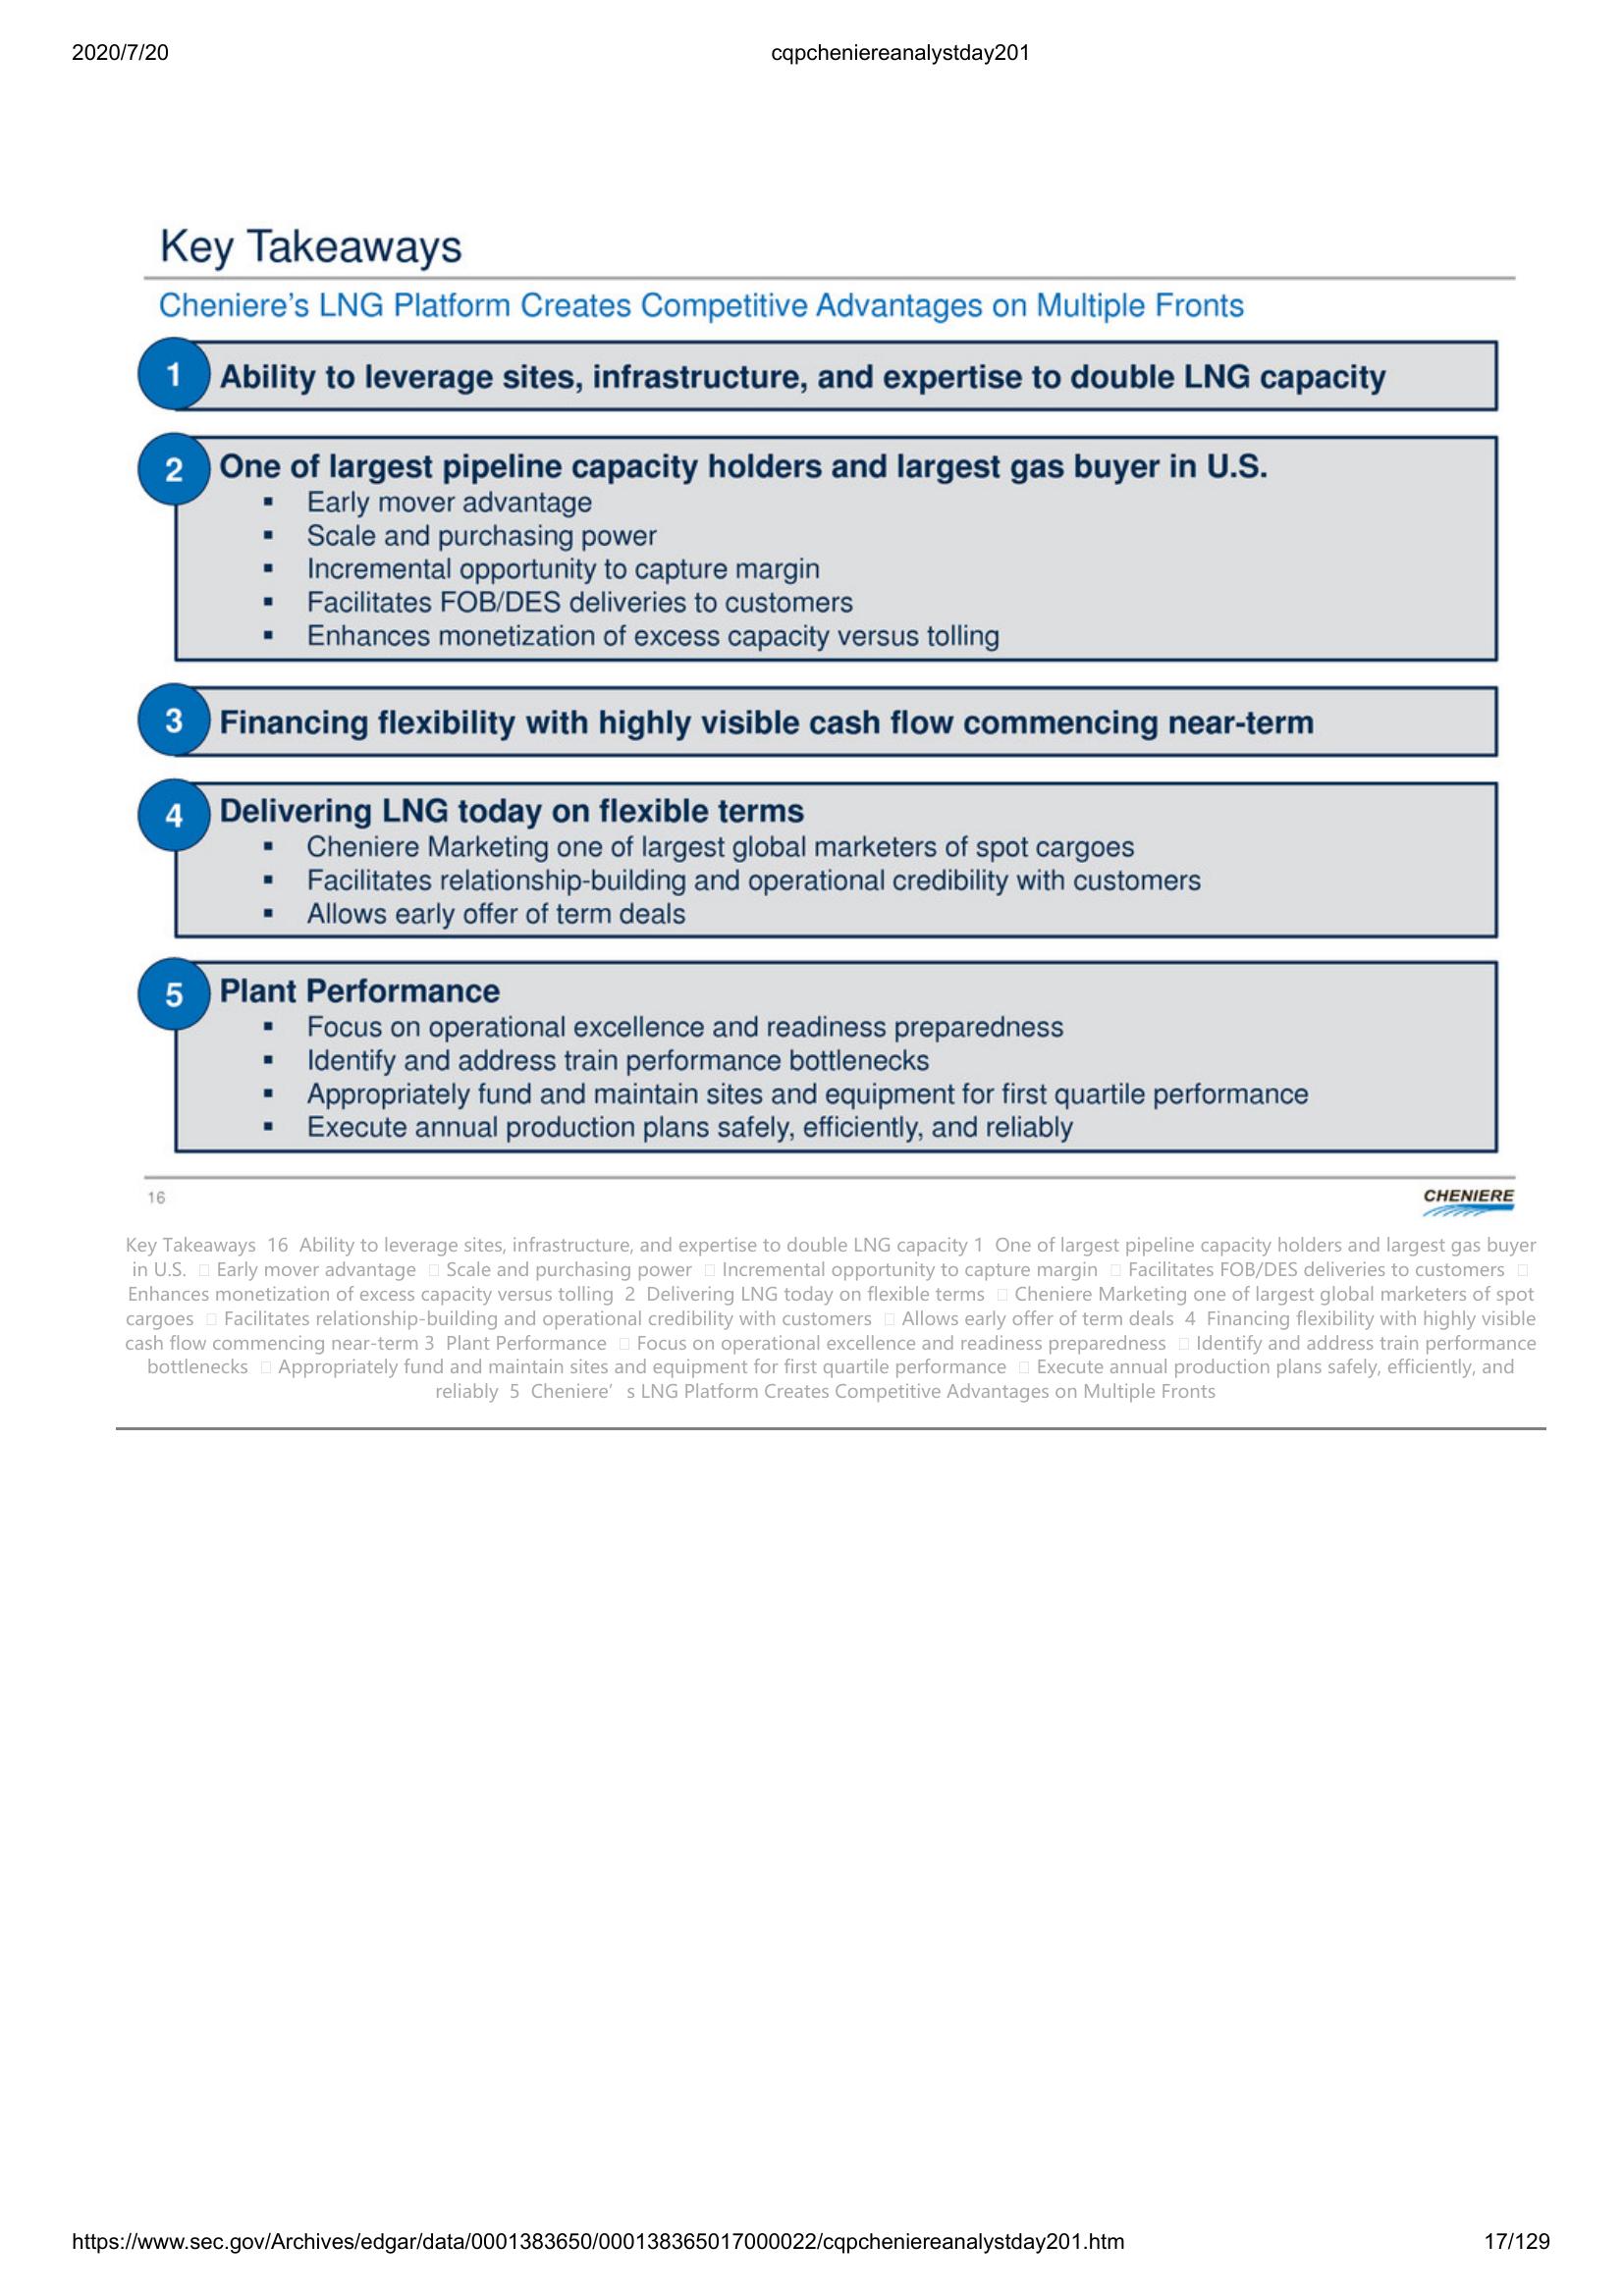 2020/7/20 cqpcheniereanalystday201
Key Takeaways
Cheniere's LNG Platform Creates Competitive Advantages on Multiple Fronts
1 Ability to leverage sites, infrastructure, and expertise to double LNG capacity
2 One of largest pipeline capacity holders and largest gas buyer in U.S.
▪ Early mover advantage
▪ Scale and purchasing power
▪ Incremental opportunity to capture margin
▪ Facilitates FOB/DES deliveries to customers
▪ Enhances monetization of excess capacity versus tolling
3 Financing flexibility with highly visible cash flow commencing near-term
4 Delivering LNG today on flexible terms
▪ Cheniere Marketing one of largest global marketers of spot cargoes
▪ Facilitates relationship-building and operational credibility with customers
▪ Allows early offer of term deals
5 Plant Performance
▪ Focus on operational excellence and readiness preparedness
▪ Identify and address train performance bottlenecks
▪ Appropriately fund and maintain sites and equipment for first quartile performance
▪ Execute annual production plans safely, efficiently, and reliably
16 CHENIERE
Key Takeaways 16 Ability to leverage sites, infrastructure, and expertise to double LNG capacity 1 One of largest pipeline capacity holders and largest gas buyer
in U.S. □ Early mover advantage □ Scale and purchasing power □ Incremental opportunity to capture margin □ Facilitates FOB/DES deliveries to customers □
Enhances monetization of excess capacity versus tolling 2 Delivering LNG today on flexible terms □ Cheniere Marketing one of largest global marketers of spot
cargoes □ Facilitates relationship-building and operational credibility with customers □ Allows early offer of term deals 4 Financing flexibility with highly visible
cash flow commencing near-term 3 Plant Performance □ Focus on operational excellence and readiness preparedness □ Identify and address train performance
bottlenecks □ Appropriately fund and maintain sites and equipment for first quartile performance □ Execute annual production plans safely, efficiently, and
reliably 5 Cheniere’ s LNG Platform Creates Competitive Advantages on Multiple Fronts
https://www.sec.gov/Archives/edgar/data/0001383650/000138365017000022/cqpcheniereanalystday201.htm 17/129